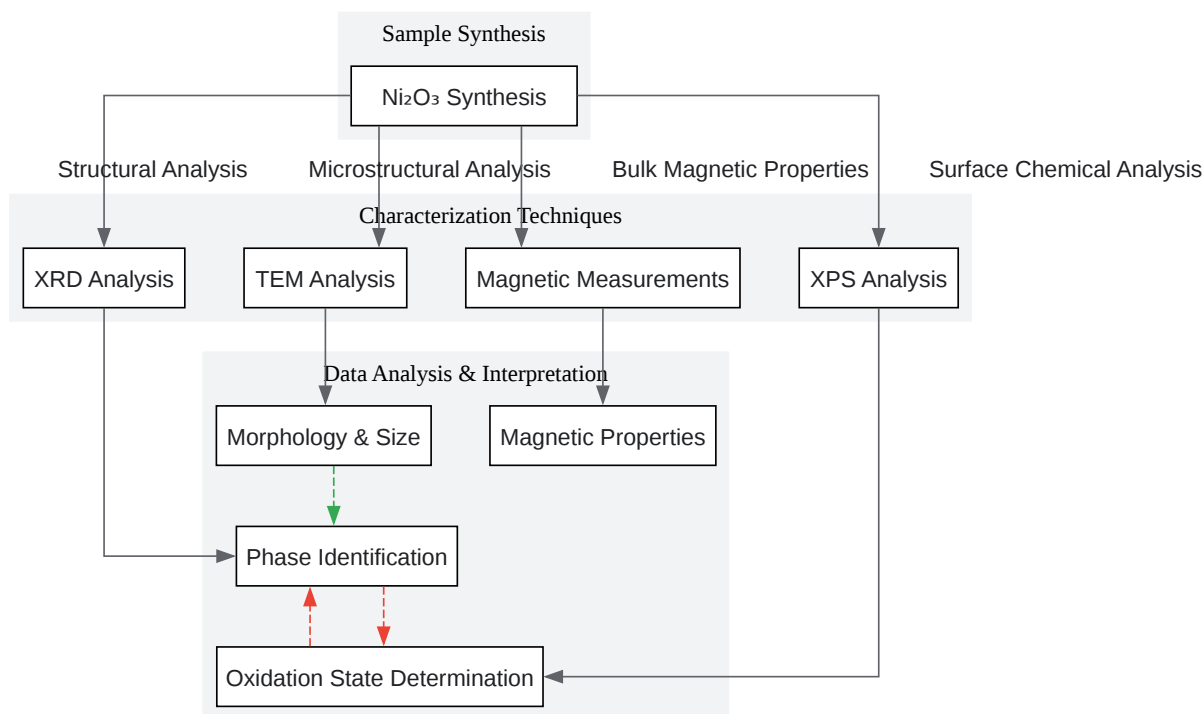 Sample Synthesis
Ni₂O₃ Synthesis
Structural Analysis
Microstructural Analysis
Bulk Magnetic Properties
Surface Chemical Analysis
Characterization Techniques
XRD Analysis
TEM Analysis
Magnetic Measurements
XPS Analysis
Data Analysis & Interpretation
Morphology & Size
Magnetic Properties
Phase Identification
Oxidation State Determination